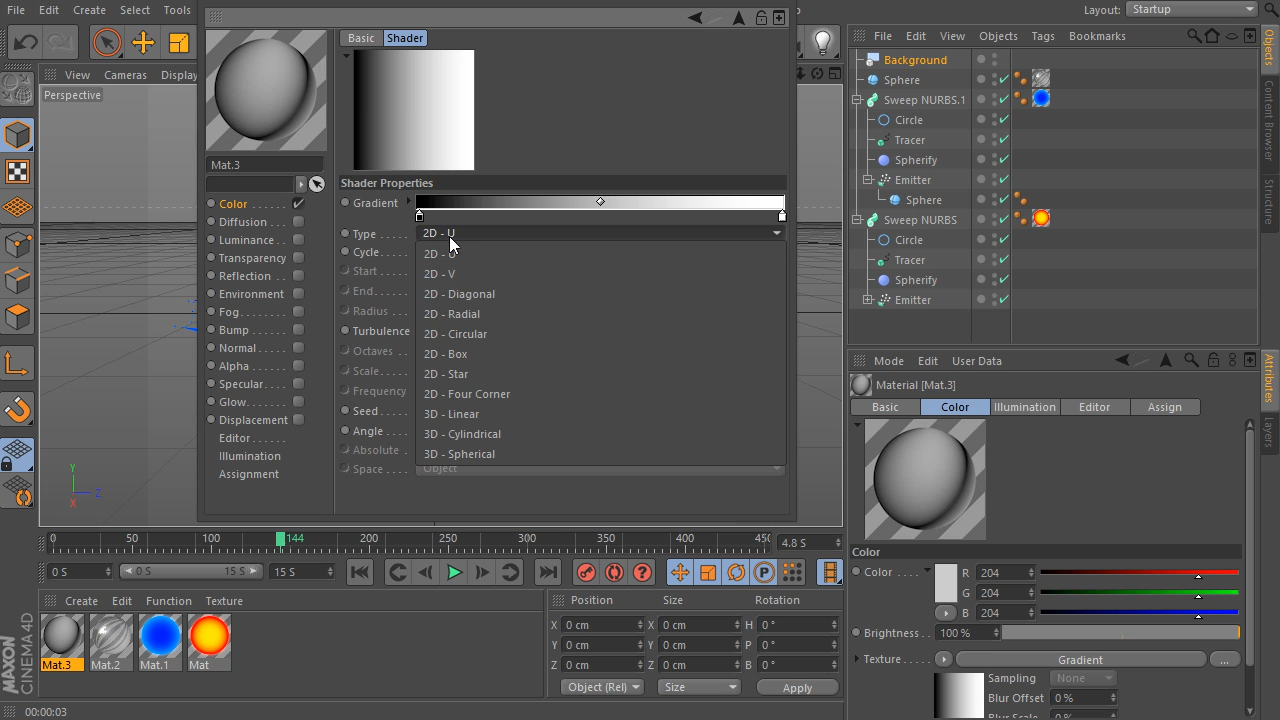 File Edit Create Select Tools
Layout: Startup
View Cameras Display
Perspective
Basic Shader
Mat.3
Color
Diffusion
Luminance
Transparency
Reflection
Environment
Fog
Bump
Normal
Alpha
Specular
Glow
Displacement
Editor
Illumination
Assignment
Shader Properties
Gradient
Type 2D - U
Cycle
Start
End
Radius
Turbulence
Octaves
Scale
Frequency
Seed
Angle
Absolute
Space Object
2D - U
2D - V
2D - Diagonal
2D - Radial
2D - Circular
2D - Box
2D - Star
2D - Four Corner
3D - Linear
3D - Cylindrical
3D - Spherical
File Edit View Objects Tags Bookmarks
Background
Sphere
Sweep NURBS.1
Circle
Tracer
Spherify
Emitter
Sphere
Sweep NURBS
Circle
Tracer
Spherify
Emitter
Objects
Content Browser
Structure
Mode Edit User Data
Material [Mat.3]
Basic Color Illumination Editor Assign
Attributes
Layers
Color
Color R 204
G 204
B 204
Brightness 100 %
Texture Gradient ...
Sampling None
Blur Offset 0 %
Blur Scale 0 %
Y
Z
X
0 50 100 144 200 250 300 350 400 450 4.8 S
0 S 0 S 15 S 15 S
Create Edit Function Texture
Mat.3 Mat.2 Mat.1 Mat
Position Size Rotation
X 0 cm X 0 cm H 0 °
Y 0 cm Y 0 cm P 0 °
Z 0 cm Z 0 cm B 0 °
Object (Rel) Size Apply
MAXON
CINEMA 4D
00:00:03